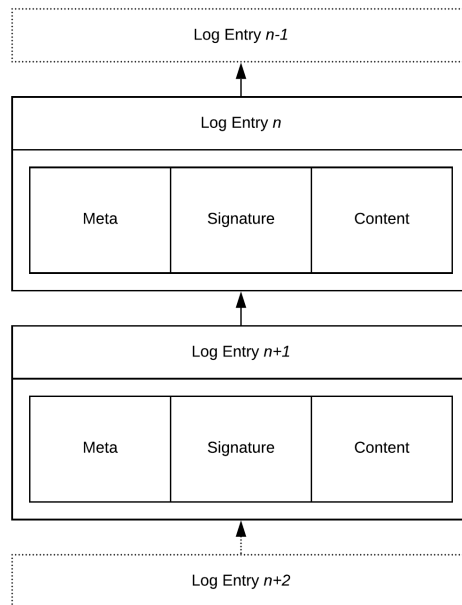 Log Entry n-1
Log Entry n
Meta Signature Content
Log Entry n+1
Meta Signature Content
Log Entry n+2